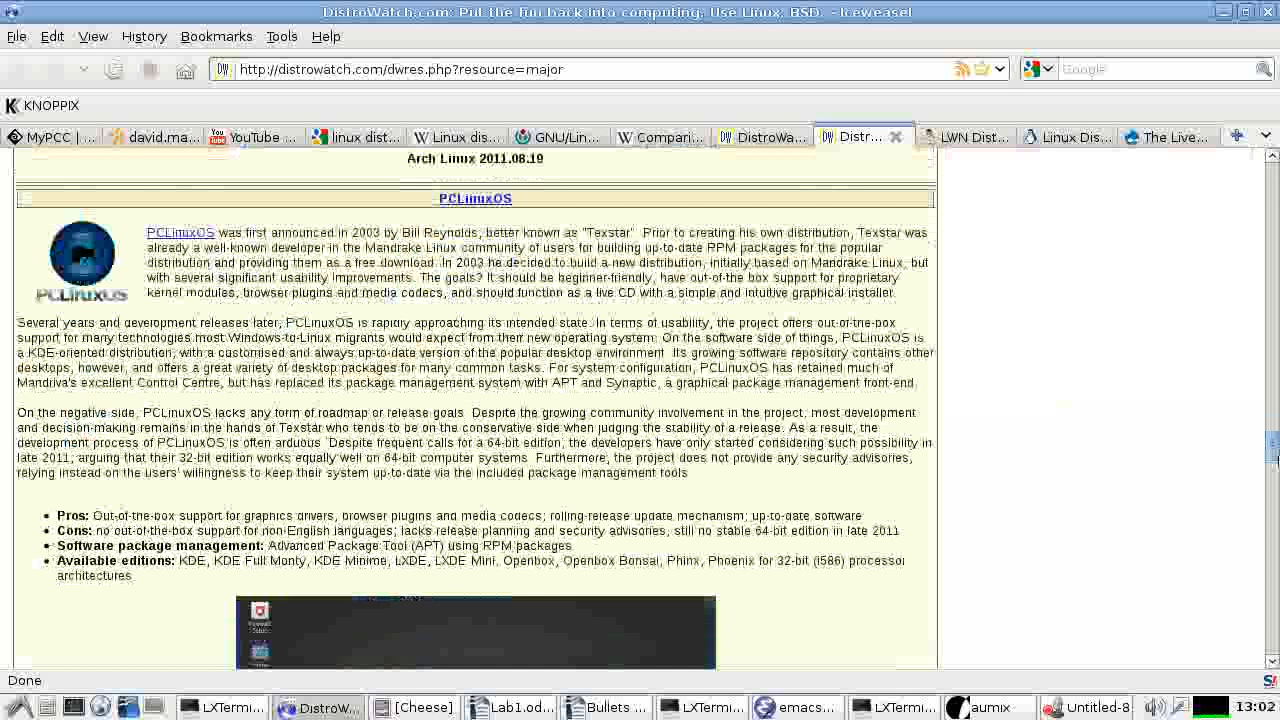 DistroWatch.com: Put the fun back into computing. Use Linux, BSD. - Iceweasel
File Edit View History Bookmarks Tools Help
http://distrowatch.com/dwres.php?resource=major
Google
KNOPPIX
MyPCC | ...
david.ma...
YouTube ...
linux dist...
Linux dis...
GNU/Lin...
Compari...
DistroWa...
Distr...
LWN Dist...
Linux Dis...
The Live...
Arch Linux 2011.08.19
PCLinuxOS
PCLinuxOS was first announced in 2003 by Bill Reynolds, better known as "Texstar". Prior to creating his own distribution, Texstar was
already a well-known developer in the Mandrake Linux community of users for building up-to-date RPM packages for the popular
distribution and providing them as a free download. In 2003 he decided to build a new distribution, initially based on Mandrake Linux, but
with several significant usability improvements. The goals? It should be beginner-friendly, have out-of-the box support for proprietary
kernel modules, browser plugins and media codecs, and should function as a live CD with a simple and intuitive graphical installer.
PCLINUXOS
Several years and development releases later, PCLinuxOS is rapidly approaching its intended state. In terms of usability, the project offers out-of-the-box
support for many technologies most Windows-to-Linux migrants would expect from their new operating system. On the software side of things, PCLinuxOS is
a KDE-oriented distribution, with a customised and always up-to-date version of the popular desktop environment. Its growing software repository contains other
desktops, however, and offers a great variety of desktop packages for many common tasks. For system configuration, PCLinuxOS has retained much of
Mandriva's excellent Control Centre, but has replaced its package management system with APT and Synaptic, a graphical package management front-end.
On the negative side, PCLinuxOS lacks any form of roadmap or release goals. Despite the growing community involvement in the project, most development
and decision-making remains in the hands of Texstar who tends to be on the conservative side when judging the stability of a release. As a result, the
development process of PCLinuxOS is often arduous. Despite frequent calls for a 64-bit edition, the developers have only started considering such possibility in
late 2011, arguing that their 32-bit edition works equally well on 64-bit computer systems. Furthermore, the project does not provide any security advisories,
relying instead on the users' willingness to keep their system up-to-date via the included package management tools.
• Pros: Out-of-the-box support for graphics drivers, browser plugins and media codecs; rolling-release update mechanism; up-to-date software
• Cons: no out-of-the-box support for non-English languages; lacks release planning and security advisories, still no stable 64-bit edition in late 2011
• Software package management: Advanced Package Tool (APT) using RPM packages
• Available editions: KDE, KDE Full Monty, KDE Minime, LXDE, LXDE Mini, Openbox, Openbox Bonsai, Phinx, Phoenix for 32-bit (i586) processor
architectures
Done
LXTermi...
DistroW...
[Cheese]
Lab1.od...
Bullets ...
LXTermi...
emacs...
LXTermi...
aumix
Untitled-8
13:02